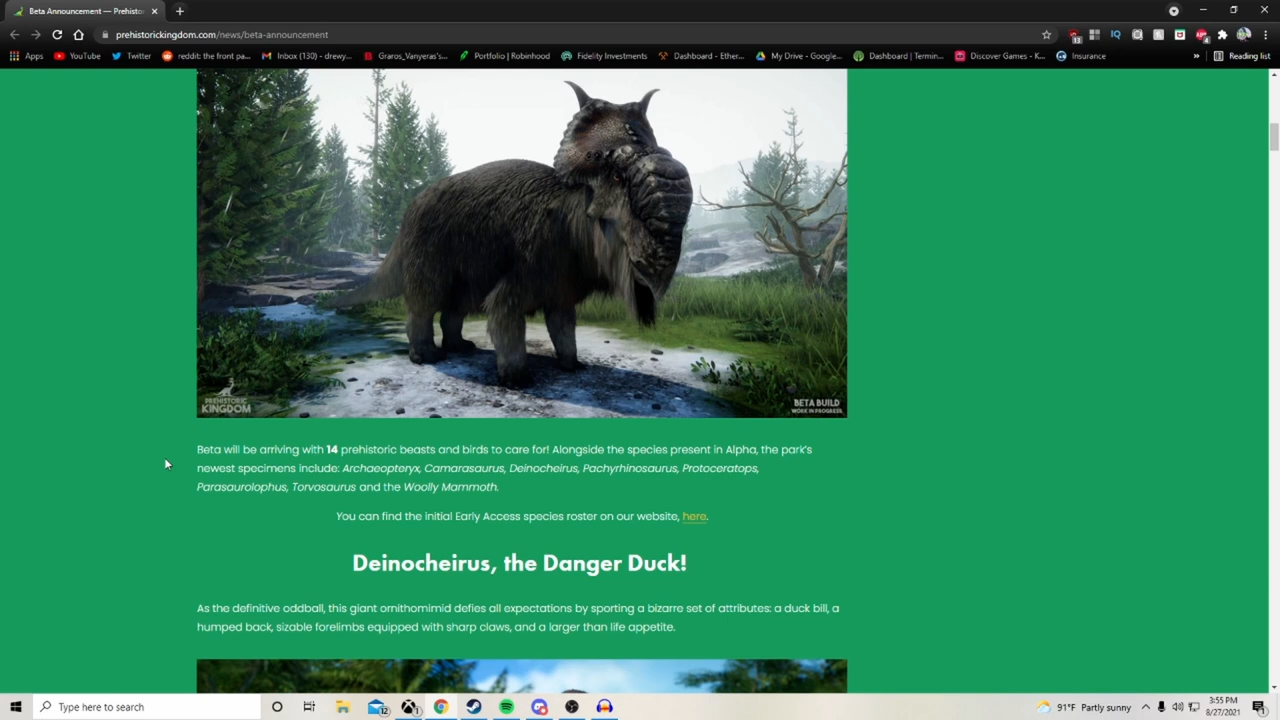 Beta Announcement — Prehistor
prehistorickingdom.com/news/beta-announcement
Apps YouTube Twitter reddit: the front pa... Inbox (130) - drewy... Graros_Vanyeras's... Portfolio | Robinhood Fidelity Investments Dashboard - Ether... My Drive - Google... Dashboard | Termin... Discover Games - K... Insurance » Reading list
PREHISTORIC
KINGDOM
BETA BUILD
WORK IN PROGRESS
Beta will be arriving with 14 prehistoric beasts and birds to care for! Alongside the species present in Alpha, the park's
newest specimens include: Archaeopteryx, Camarasaurus, Deinocheirus, Pachyrhinosaurus, Protoceratops,
Parasaurolophus, Torvosaurus and the Woolly Mammoth.
You can find the initial Early Access species roster on our website, here.
Deinocheirus, the Danger Duck!
As the definitive oddball, this giant ornithomimid defies all expectations by sporting a bizarre set of attributes: a duck bill, a
humped back, sizable forelimbs equipped with sharp claws, and a larger than life appetite.
Type here to search
12
1
91°F Partly sunny
3:55 PM
8/27/2021